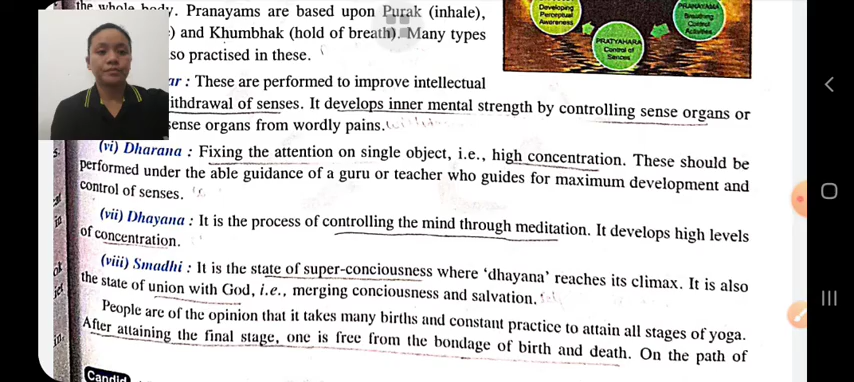 the whole body. Pranayams are based upon Purak (inhale),
) and Khumbhak (hold of breath). Many types
so practised in these.
ar : These are performed to improve intellectual
ithdrawal of senses. It develops inner mental strength by controlling sense organs or
sense organs from wordly pains.
(vi) Dharana : Fixing the attention on single object, i.e., high concentration. These should be
performed under the able guidance of a guru or teacher who guides for maximum development and
control of senses.
(vii) Dhayana : It is the process of controlling the mind through meditation. It develops high levels
of concentration.
(viii) Smadhi : It is the state of super-conciousness where ‘dhayana’ reaches its climax. It is also
the state of union with God, i.e., merging conciousness and salvation.
People are of the opinion that it takes many births and constant practice to attain all stages of yoga.
After attaining the final stage, one is free from the bondage of birth and death. On the path of
Candid
Developing
Perceptual
Awareness
PRANAYAMA
Breathing
Control
Activities
PRATYAHARA
Control of
Sences